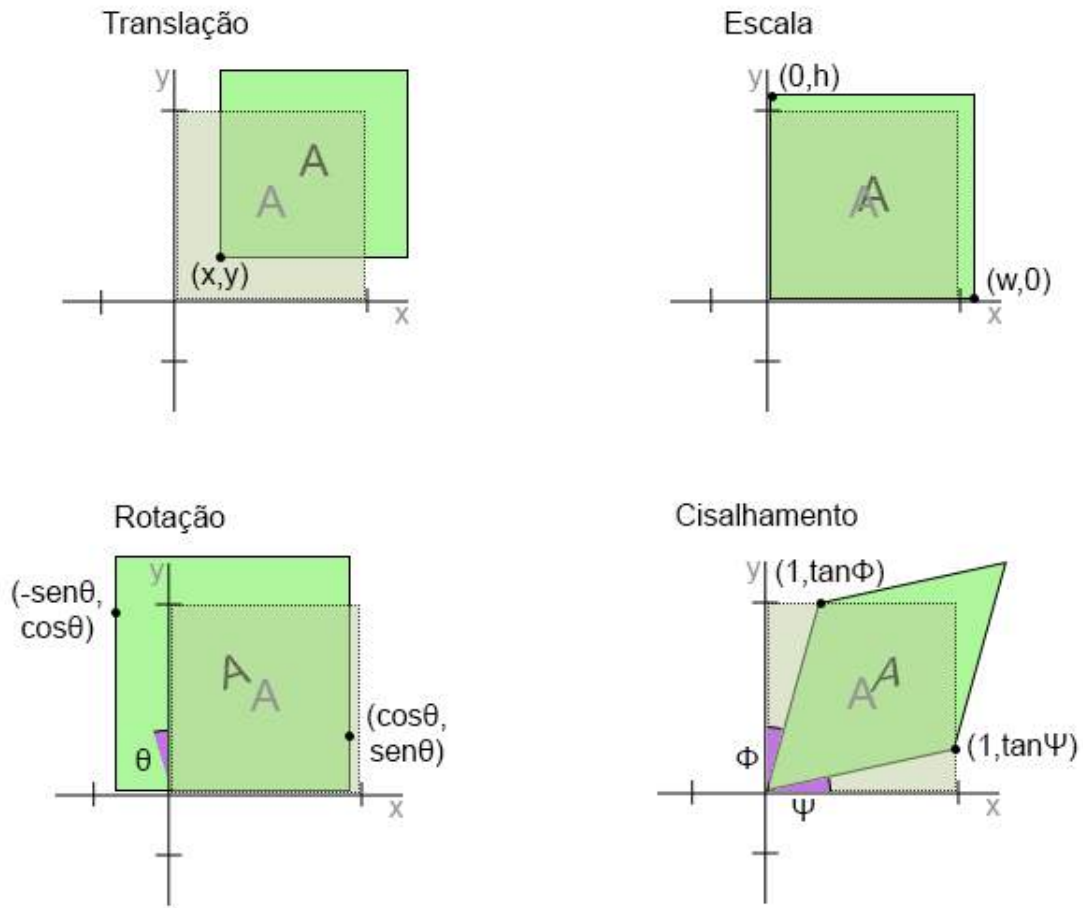 Translação
y
A
A
(x,y)
x
Escala
y
(0,h)
A
A
(w,0)
x
Rotação
y
(-senθ,
cosθ)
A
A
(cosθ,
senθ)
θ
x
Cisalhamento
y
(1,tanΦ)
A
A
(1,tanΨ)
Φ
Ψ
x